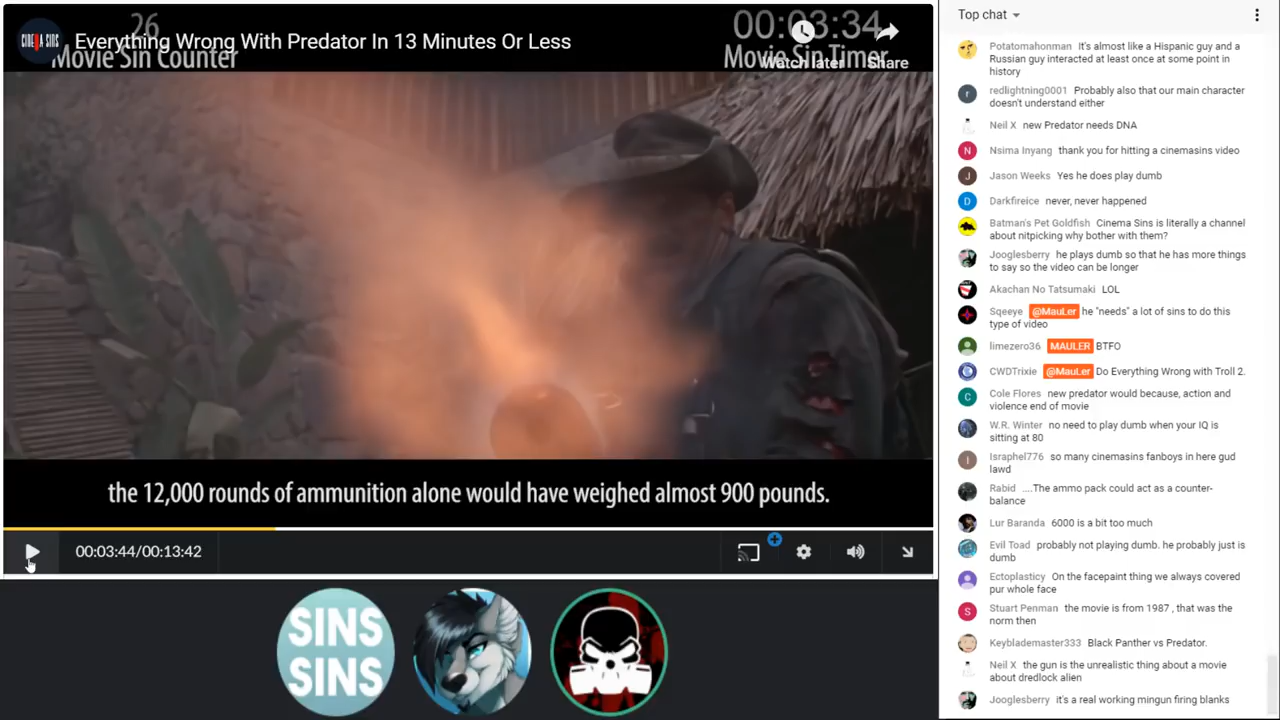 26
00:03:34
CINEMA SINS
Everything Wrong With Predator In 13 Minutes Or Less
Movie Sin Counter
Movie Sin Timer
Watch later
Share
the 12,000 rounds of ammunition alone would have weighed almost 900 pounds.
00:03:44/00:13:42
SINS
SINS
Top chat
Potatomahonman It's almost like a Hispanic guy and a
Russian guy interacted at least once at some point in
history
r
redlightning0001 Probably also that our main character
doesn't understand either
Neil X new Predator needs DNA
N
Nsima Inyang thank you for hitting a cinemasins video
J
Jason Weeks Yes he does play dumb
D
Darkfireice never, never happened
Batman's Pet Goldfish Cinema Sins is literally a channel
about nitpicking why bother with them?
Jooglesberry he plays dumb so that he has more things
to say so the video can be longer
Akachan No Tatsumaki LOL
Sqeeye @MauLer he "needs" a lot of sins to do this
type of video
limezero36 MAULER BTFO
CWDTrixie @MauLer Do Everything Wrong with Troll 2.
C
Cole Flores new predator would because, action and
violence end of movie
W.R. Winter no need to play dumb when your IQ is
sitting at 80
I
Israphel776 so many cinemasins fanboys in here gud
lawd
Rabid ....The ammo pack could act as a counter-
balance
Lur Baranda 6000 is a bit too much
Evil Toad probably not playing dumb. he probably just is
dumb
Ectoplasticy On the facepaint thing we always covered
pur whole face
S
Stuart Penman the movie is from 1987 , that was the
norm then
Keyblademaster333 Black Panther vs Predator.
Neil X the gun is the unrealistic thing about a movie
about dredlock alien
Jooglesberry it's a real working mingun firing blanks